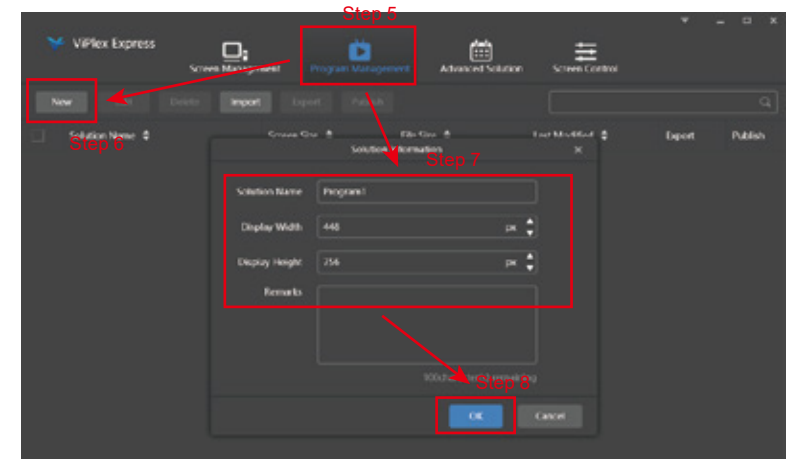 Step 5
ViPlex Express
Screen Management
Program Management
Advanced Solution
Screen Control
New Delete Import Export Publish
Step 6
Solution Name Screen Size File Size Last Modified Export Publish
Solution Information
Step 7
Solution Name Program1
Display Width 448 px
Display Height 256 px
Remarks
remaining
Step 8
OK Cancel